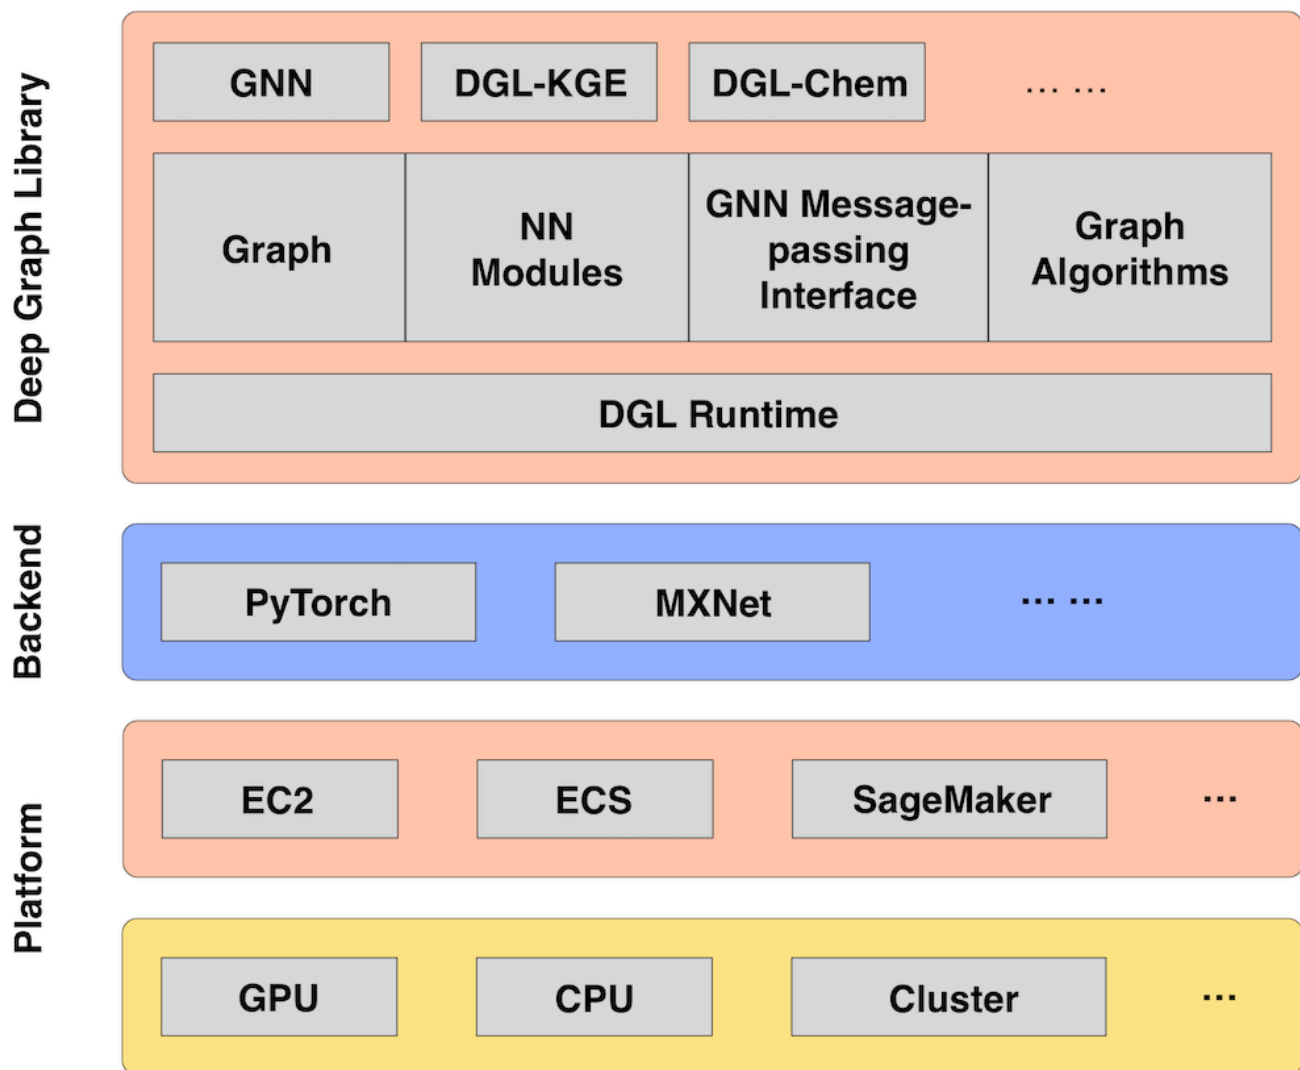 Deep Graph Library
GNN
DGL-KGE
DGL-Chem
... ...
Graph
NN
Modules
GNN Message-
passing
Interface
Graph
Algorithms
DGL Runtime
Backend
PyTorch
MXNet
... ...
Platform
EC2
ECS
SageMaker
...
GPU
CPU
Cluster
...